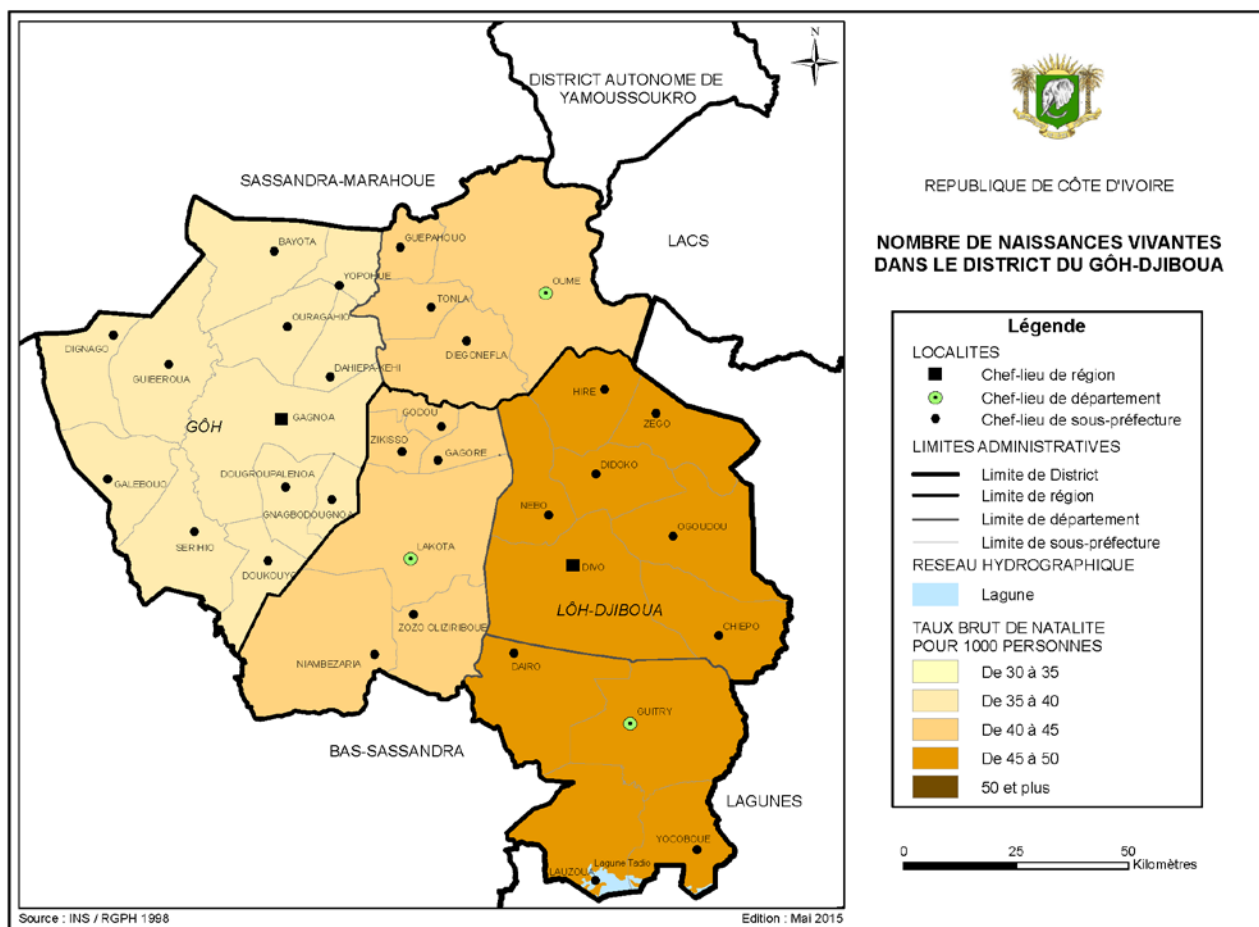 N
DISTRICT AUTONOME DE
YAMOUSSOUKRO
SASSANDRA-MARAHOUE
LACS
BAYOTA
GUEPAHOUO
YOPOHUE
OUME
TONLA
OURAGAHIO
DIGNAGO
DIEGONEFLA
GUIBEROUA
DAHIEPA-KEHI
HIRE
GÔH
GAGNOA
GODOU
ZEGO
ZIKISSO
GAGORE
DOUGROUPALENOA
DIDOKO
GALEBOUO
GNAGBODOUGNOA
NEBO
OGOUDOU
SERIHIO
LAKOTA
DOUKOUYO
DIVO
LÔH-DJIBOUA
ZOZO OLIZIRIBOUE
CHIEPO
NIAMBEZARIA
DAIRO
GUITRY
BAS-SASSANDRA
LAGUNES
YOCOBOUE
Lagune Tadio
LAUZOUA
Source : INS / RGPH 1998
Edition : Mai 2015
REPUBLIQUE DE CÔTE D'IVOIRE
NOMBRE DE NAISSANCES VIVANTES
DANS LE DISTRICT DU GÔH-DJIBOUA
Légende
LOCALITES
Chef-lieu de région
Chef-lieu de département
Chef-lieu de sous-préfecture
LIMITES ADMINISTRATIVES
Limite de District
Limite de région
Limite de département
Limite de sous-préfecture
RESEAU HYDROGRAPHIQUE
Lagune
TAUX BRUT DE NATALITE
POUR 1000 PERSONNES
De 30 à 35
De 35 à 40
De 40 à 45
De 45 à 50
50 et plus
0 25 50
Kilomètres